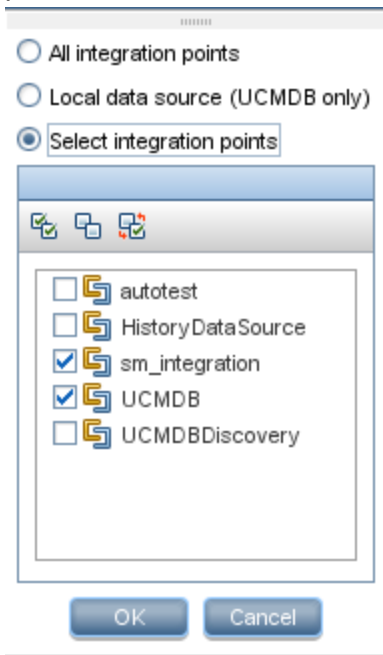 All integration points
Local data source (UCMDB only)
Select integration points
autotest
HistoryDataSource
sm_integration
UCMDB
UCMDBDiscovery
OK Cancel